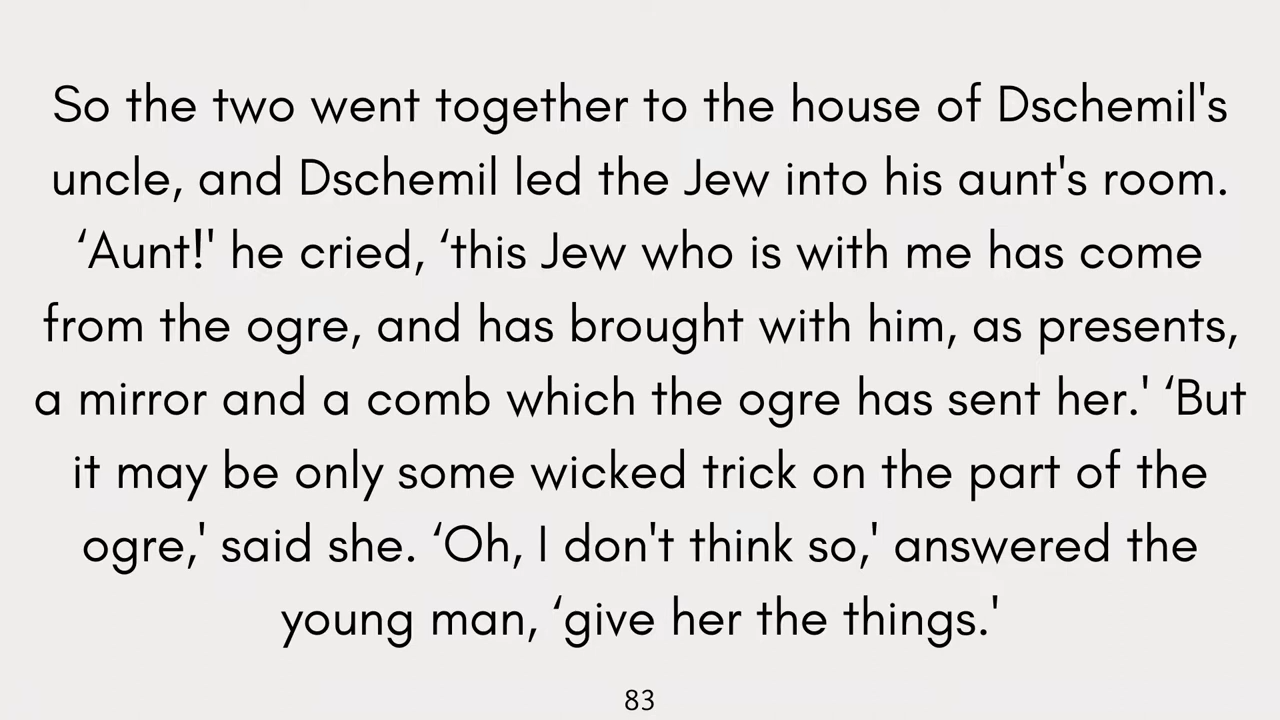 So the two went together to the house of Dschemil's
uncle, and Dschemil led the Jew into his aunt's room.
‘Aunt!' he cried, ‘this Jew who is with me has come
from the ogre, and has brought with him, as presents,
a mirror and a comb which the ogre has sent her.' ‘But
it may be only some wicked trick on the part of the
ogre,' said she. ‘Oh, I don't think so,' answered the
young man, ‘give her the things.'
83